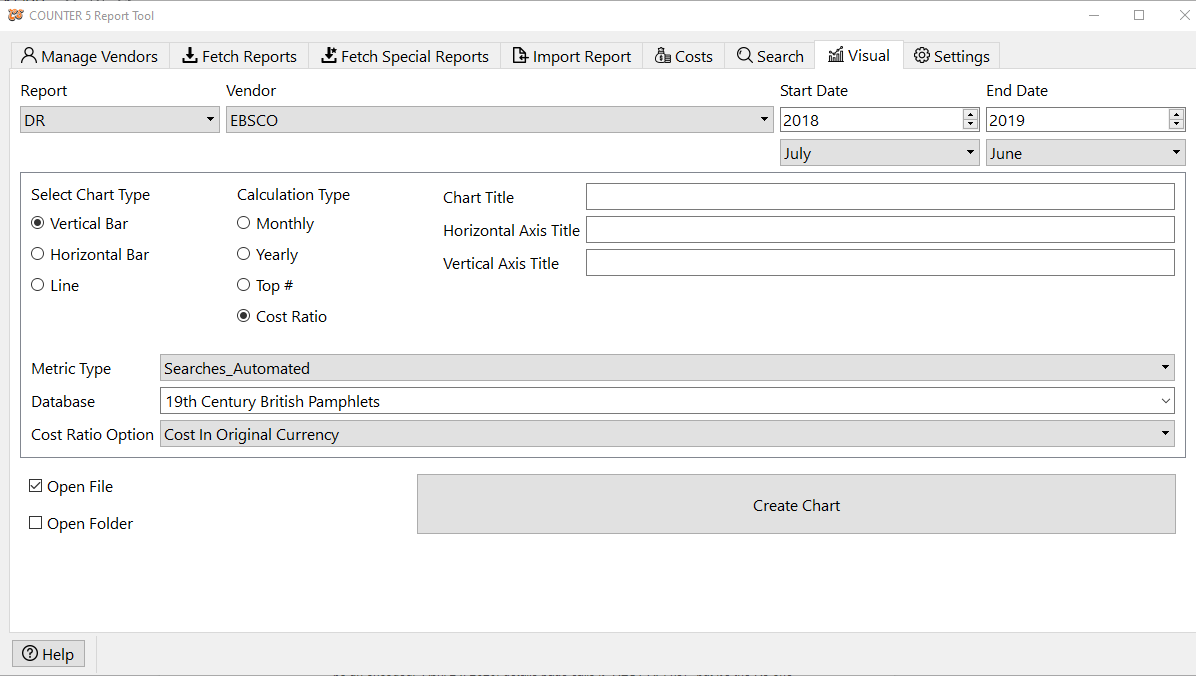 COUNTER 5 Report Tool
Manage Vendors Fetch Reports Fetch Special Reports Import Report Costs Search Visual Settings
Report Vendor Start Date End Date
DR EBSCO 2018 2019
July June
Select Chart Type Calculation Type Chart Title
Vertical Bar Monthly
Horizontal Axis Title
Horizontal Bar Yearly Vertical Axis Title
Line Top #
Cost Ratio
Metric Type Searches_Automated
Database 19th Century British Pamphlets
Cost Ratio Option Cost In Original Currency
Open File
Create Chart
Open Folder
Help